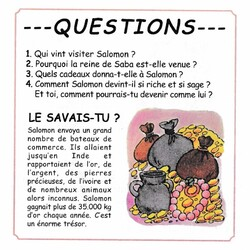 ---QUESTIONS----
1. Qui vint visiter Salomon ?
2. Pourquoi la reine de Saba est-elle venue ?
3. Quels cadeaux donna-t-elle à Salomon ?
4. Comment Salomon devint-il si riche et si sage ?
Et toi, comment pourrais-tu devenir comme lui ?
LE SAVAIS-TU ?
Salomon envoya un grand
nombre de bateaux de
commerce. Ils allaient
jusqu'en Inde et
rapportaient de l'or, de
l'argent, des pierres
précieuses, de l'ivoire et
de nombreux animaux
alors inconnus. Salomon
gagnait plus de 35.000 kg
d'or chaque année. C'est
un énorme trésor.